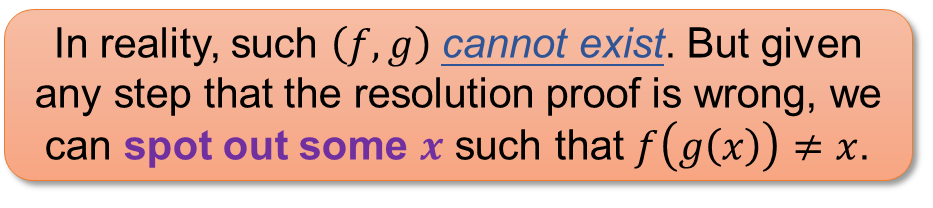 In reality, such (f, g) cannot exist. But given
any step that the resolution proof is wrong, we
can spot out some x such that f(g(x)) ≠ x.